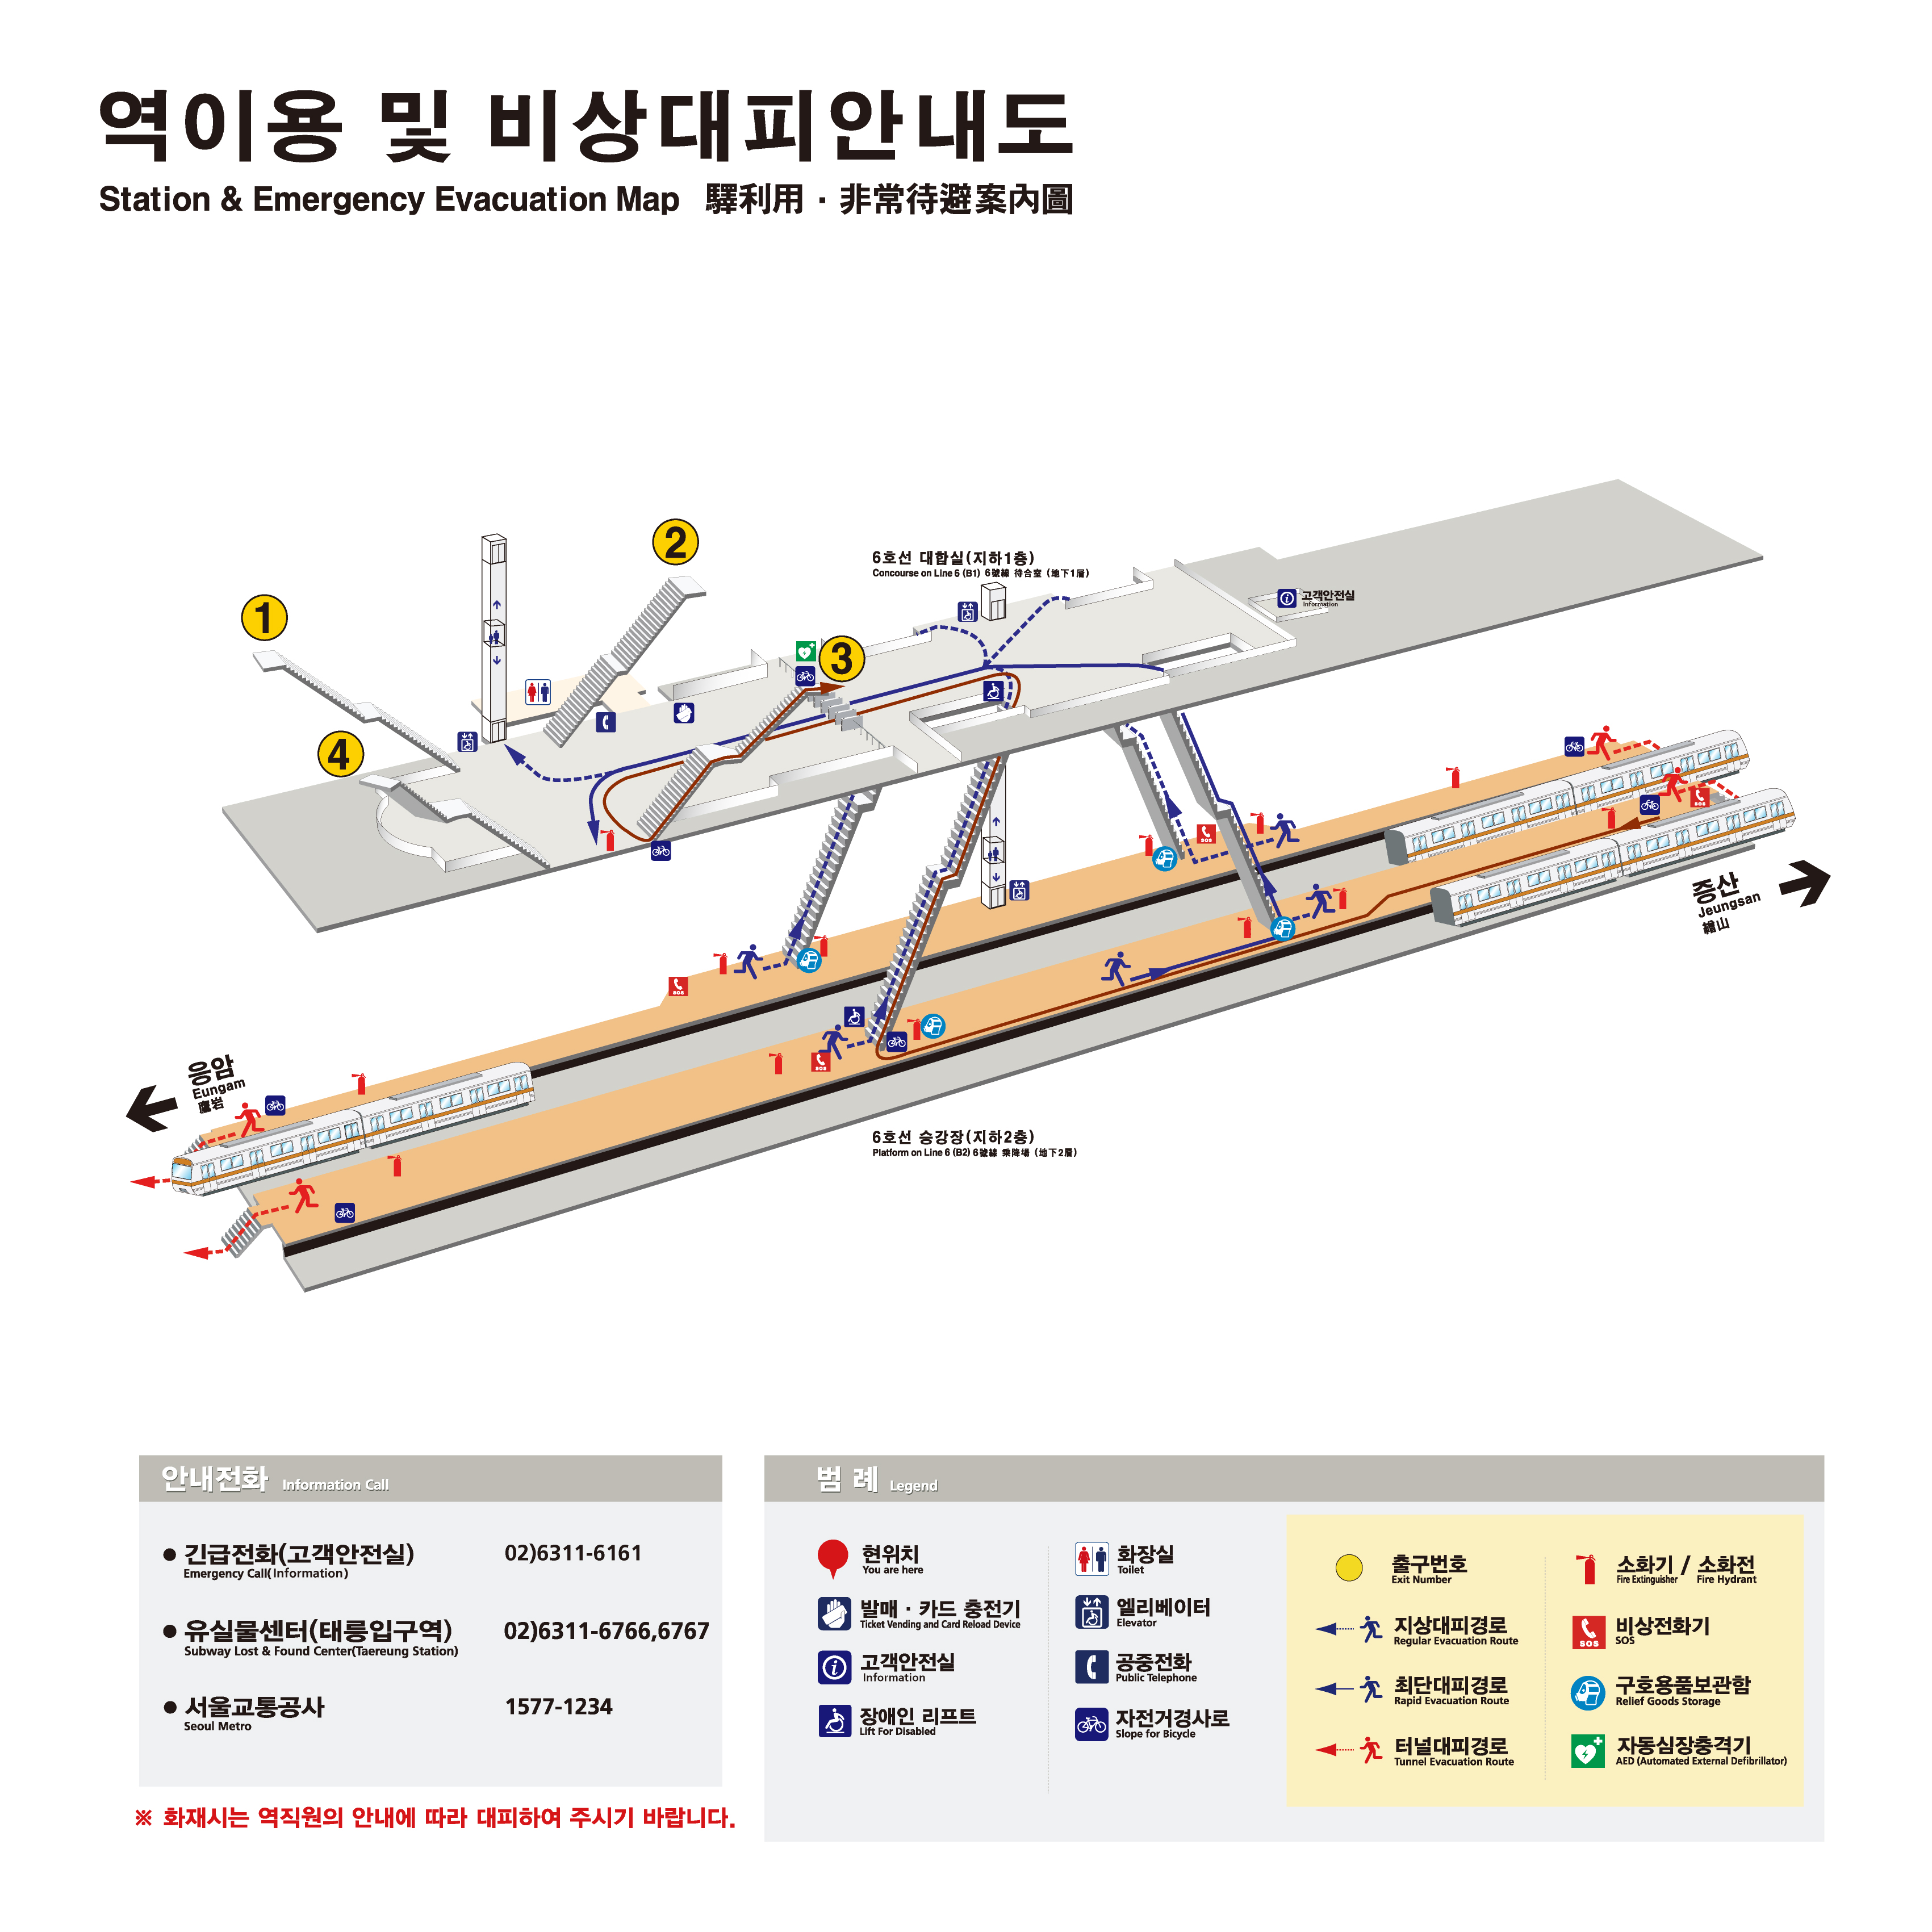 역이용 및 비상대피안내도
Station & Emergency Evacuation Map 驛利用 · 非常待避案內圖
1
2
3
4
6호선 대합실(지하1층)
Concourse on Line 6 (B1) 6號線 待合室 (地下1層)
고객안전실
Information
증산
Jeungsan
繒山
응암
Eungam
鷹岩
SOS
SOS
SOS
SOS
6호선 승강장(지하2층)
Platform on Line 6 (B2) 6號線 乘降場 (地下2層)
안내전화 Information Call
● 긴급전화(고객안전실) 02)6311-6161
Emergency Call(Information)
● 유실물센터(태릉입구역) 02)6311-6766,6767
Subway Lost & Found Center(Taereung Station)
● 서울교통공사 1577-1234
Seoul Metro
※ 화재시는 역직원의 안내에 따라 대피하여 주시기 바랍니다.
범 례 Legend
현위치
You are here
발매 · 카드 충전기
Ticket Vending and Card Reload Device
고객안전실
Information
장애인 리프트
Lift For Disabled
화장실
Toilet
엘리베이터
Elevator
공중전화
Public Telephone
자전거경사로
Slope for Bicycle
출구번호
Exit Number
지상대피경로
Regular Evacuation Route
최단대피경로
Rapid Evacuation Route
터널대피경로
Tunnel Evacuation Route
소화기 / 소화전
Fire Extinguisher Fire Hydrant
SOS
비상전화기
SOS
구호용품보관함
Relief Goods Storage
자동심장충격기
AED (Automated External Defibrillator)